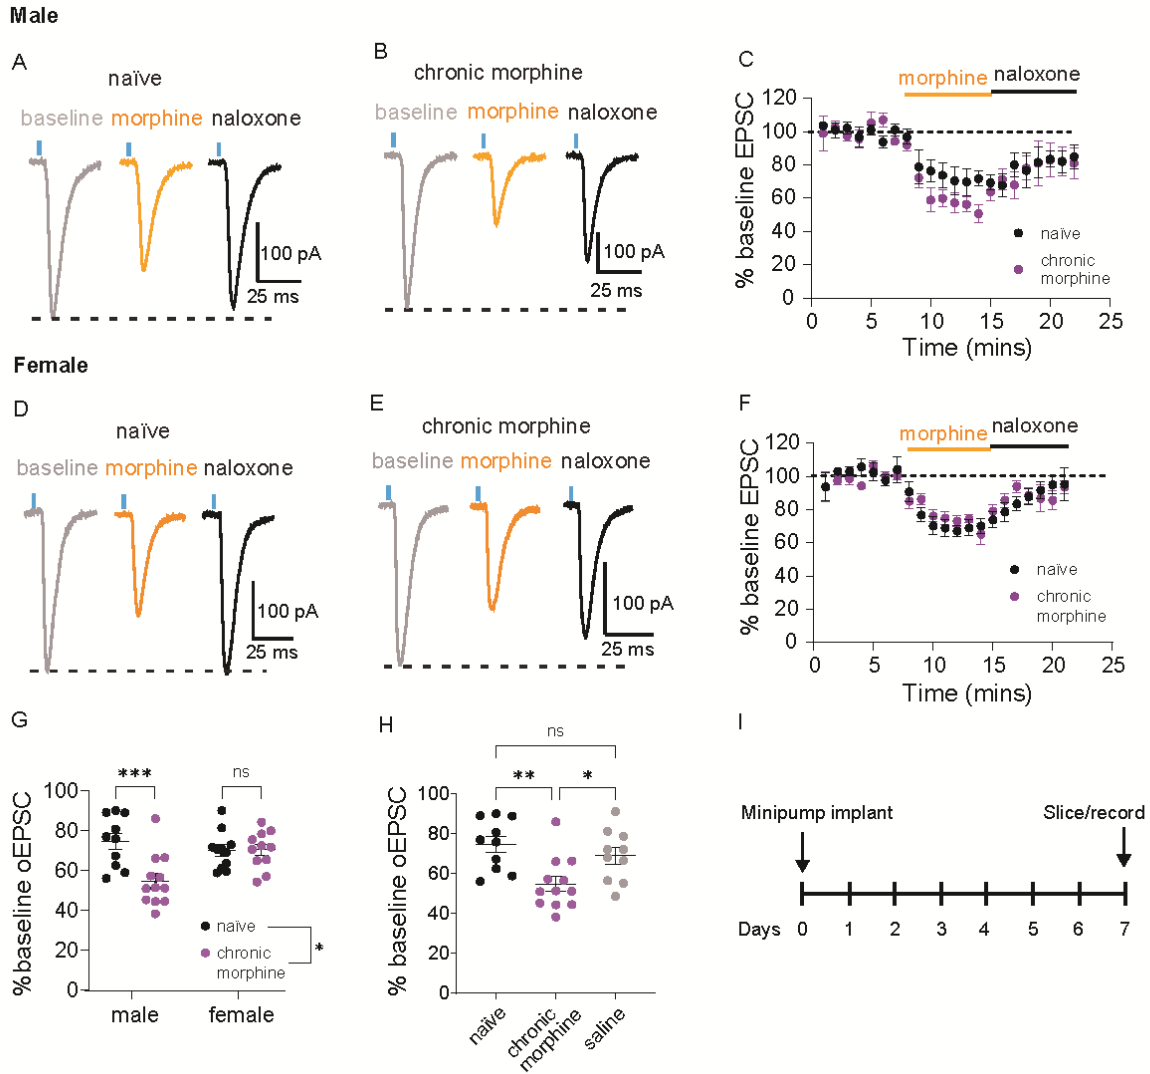 Male
A
naïve
baseline morphine naloxone
100 pA
25 ms
B
chronic morphine
baseline morphine naloxone
100 pA
25 ms
C
morphine
naloxone
% baseline EPSC
120
100
80
60
40
20
0
0 5 10 15 20 25
Time (mins)
naïve
chronic
morphine
Female
D
naïve
baseline morphine naloxone
100 pA
25 ms
E
chronic morphine
baseline morphine naloxone
100 pA
25 ms
F
morphine
naloxone
% baseline EPSC
120
100
80
60
40
20
0
0 5 10 15 20 25
Time (mins)
naïve
chronic
morphine
G
%baseline oEPSC
100
80
60
40
20
0
***
ns
naïve
chronic
morphine
*
male female
H
% baseline oEPSC
100
80
60
40
20
0
ns
**
*
naïve
chronic
morphine
saline
I
Minipump implant
Slice/record
Days 0 1 2 3 4 5 6 7